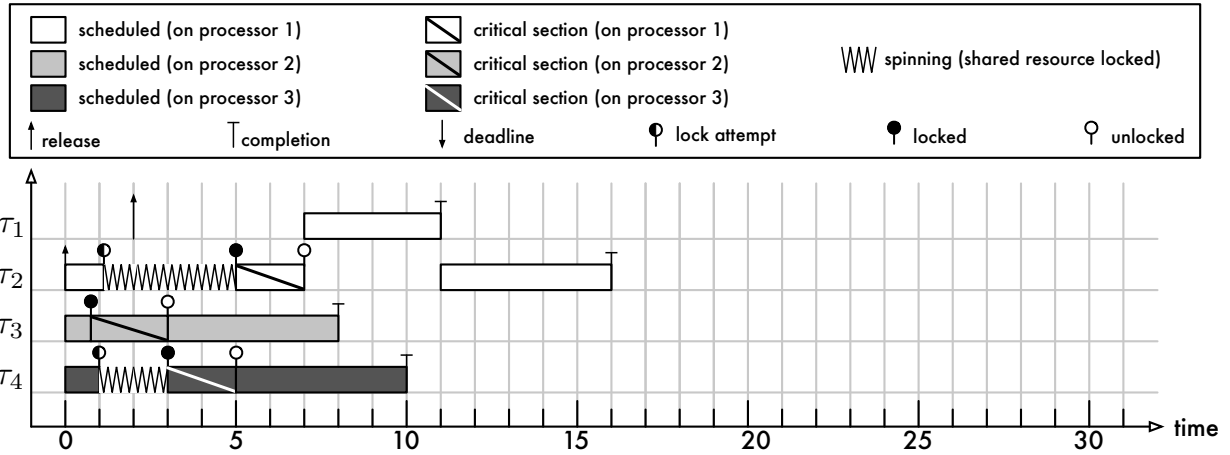 scheduled (on processor 1) critical section (on processor 1)
scheduled (on processor 2) critical section (on processor 2) spinning (shared resource locked)
scheduled (on processor 3) critical section (on processor 3)
release completion deadline lock attempt locked unlocked
τ1
τ2
τ3
τ4
0 5 10 15 20 25 30 time